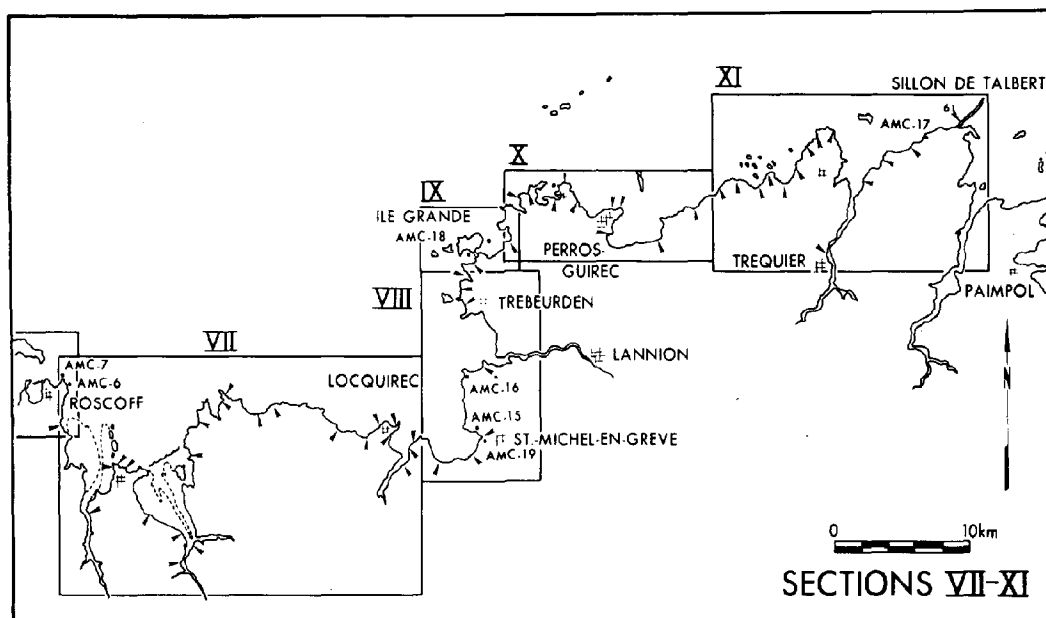 XI
SILLON DE TALBERT
6
AMC-17
X
IX
ILE GRANDE
AMC-18
PERROS-
GUIREC
TREQUIER
PAIMPOL
VIII
TREBEURDEN
VII
LOCQUIREC
LANNION
AMC-7
AMC-6
ROSCOFF
AMC-16
AMC-15
ST.-MICHEL-EN-GREVE
AMC-19
N
0 10km
SECTIONS VII-XI